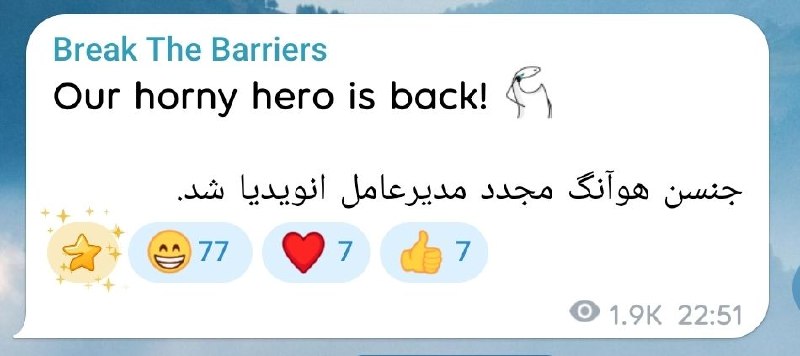 Break The Barriers
Our horny hero is back!
جنسن هوآنگ مجدد مدیرعامل انویدیا شد.
77 7 7
1.9K 22:51